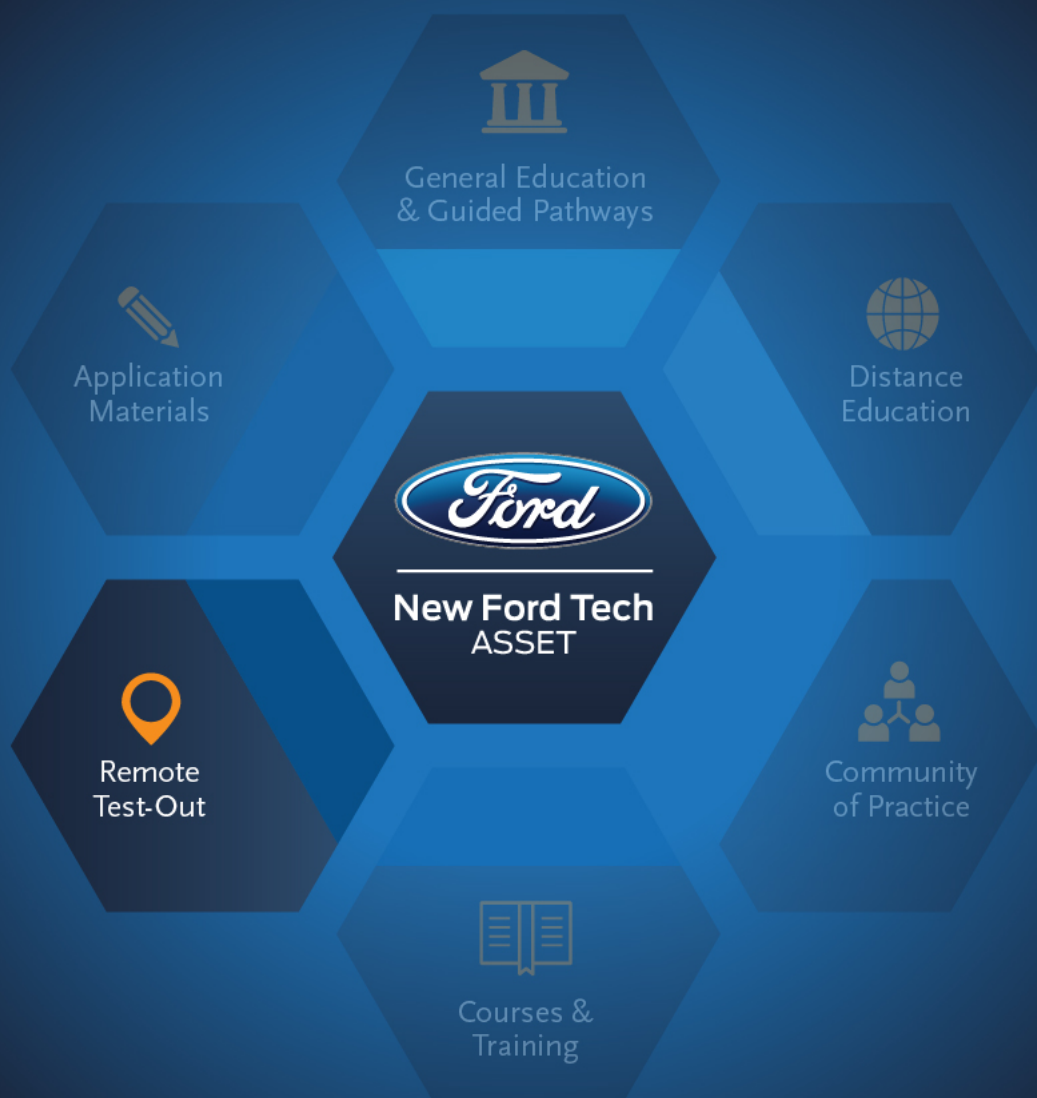 General Education
& Guided Pathways
Application
Materials
Distance
Education
Ford
New Ford Tech
ASSET
Remote
Test-Out
Community
of Practice
Courses &
Training